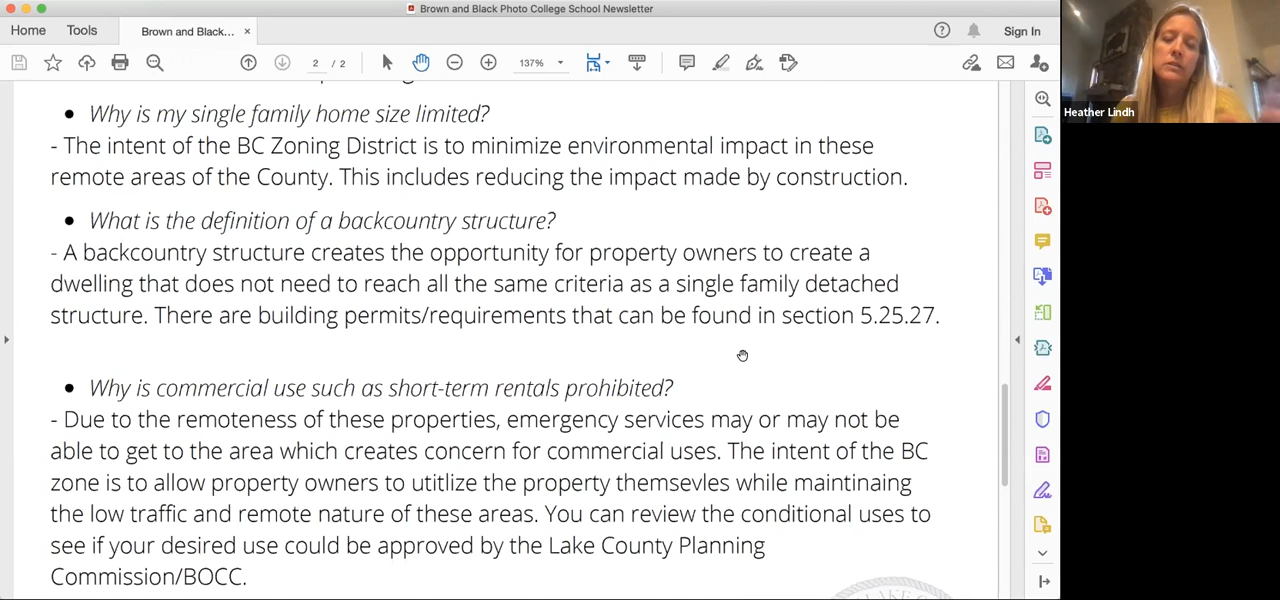 Brown and Black Photo College School Newsletter
Home
Tools
Brown and Black...
×
?
Sign In
2 / 2
137%
• Why is my single family home size limited?
Heather Lindh
- The intent of the BC Zoning District is to minimize environmental impact in these
remote areas of the County. This includes reducing the impact made by construction.
• What is the definition of a backcountry structure?
- A backcountry structure creates the opportunity for property owners to create a
dwelling that does not need to reach all the same criteria as a single family detached
structure. There are building permits/requirements that can be found in section 5.25.27.
• Why is commercial use such as short-term rentals prohibited?
- Due to the remoteness of these properties, emergency services may or may not be
able to get to the area which creates concern for commercial uses. The intent of the BC
zone is to allow property owners to utitlize the property themsevles while maintinaing
the low traffic and remote nature of these areas. You can review the conditional uses to
see if your desired use could be approved by the Lake County Planning
Commission/BOCC.